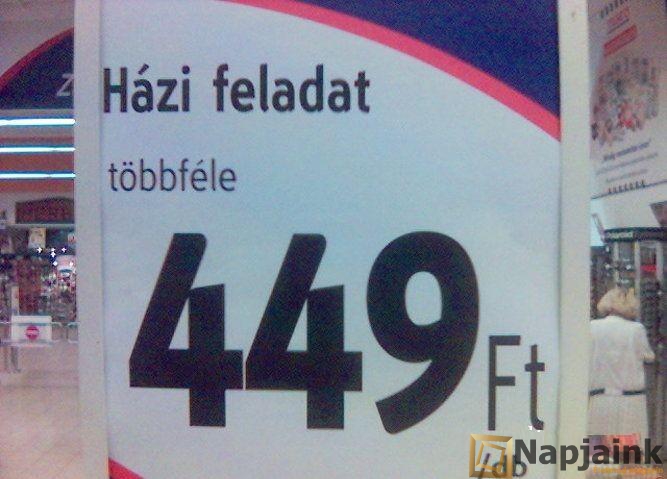 Házi feladat
többféle
449 Ft
/db
Napjaink